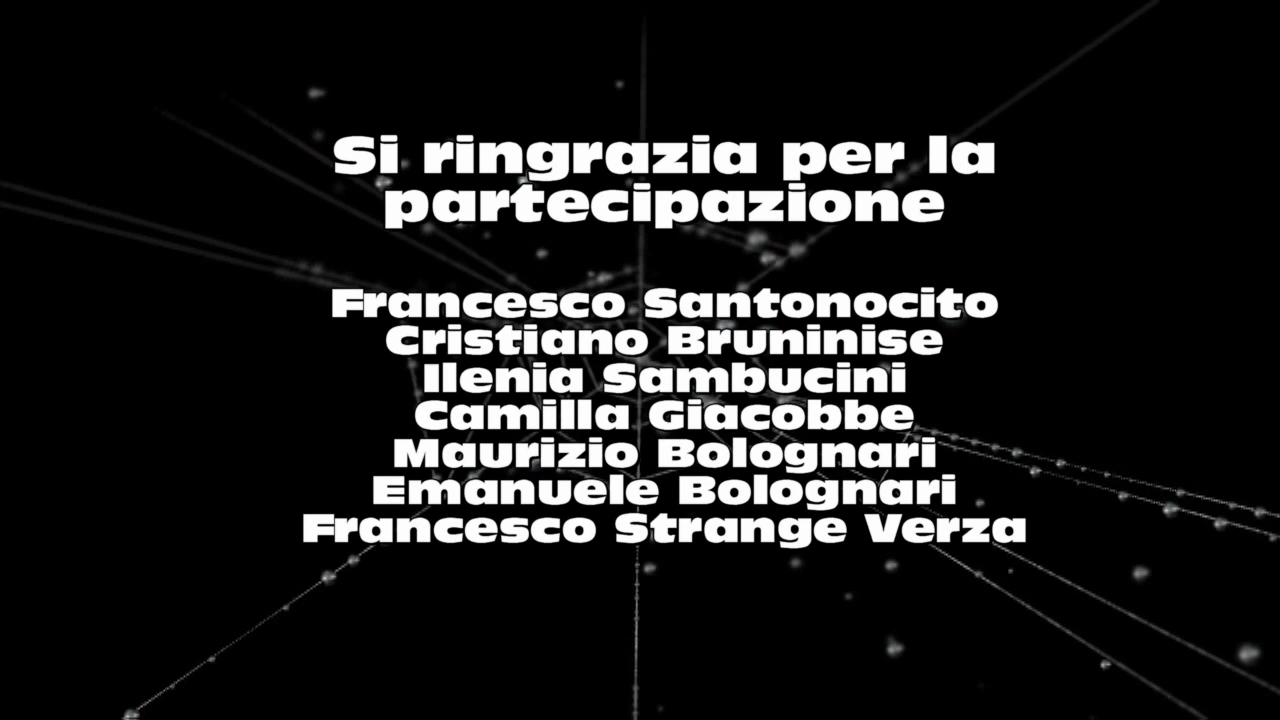 Si ringrazia per la
partecipazione
Francesco Santonocito
Cristiano Bruninise
Ilenia Sambucini
Camilla Giacobbe
Maurizio Bolognari
Emanuele Bolognari
Francesco Strange Verza